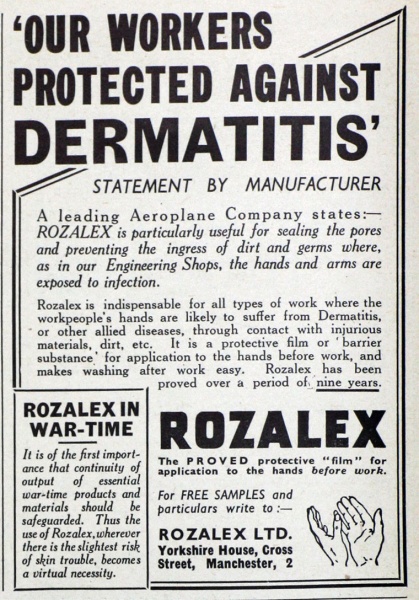 'OUR WORKERS
PROTECTED AGAINST
DERMATITIS'
STATEMENT BY MANUFACTURER
A leading Aeroplane Company states:—
ROZALEX is particularly useful for sealing the pores
and preventing the ingress of dirt and germs where,
as in our Engineering Shops, the hands and arms are
exposed to infection.
Rozalex is indispensable for all types of work where the
workpeople's hands are likely to suffer from Dermatitis,
or other allied diseases, through contact with injurious
materials, dirt, etc. It is a protective film or 'barrier
substance' for application to the hands before work, and
makes washing after work easy. Rozalex has been
proved over a period of nine years.
ROZALEX IN
WAR-TIME
It is of the first import-
ance that continuity of
output of essential
war-time products and
materials should be
safeguarded. Thus the
use of Rozalex, wherever
there is the slightest risk
of skin trouble, becomes
a virtual necessity.
ROZALEX
The PROVED protective "film" for
application to the hands before work.
For FREE SAMPLES and
particulars write to :—
ROZALEX LTD.
Yorkshire House, Cross
Street, Manchester, 2